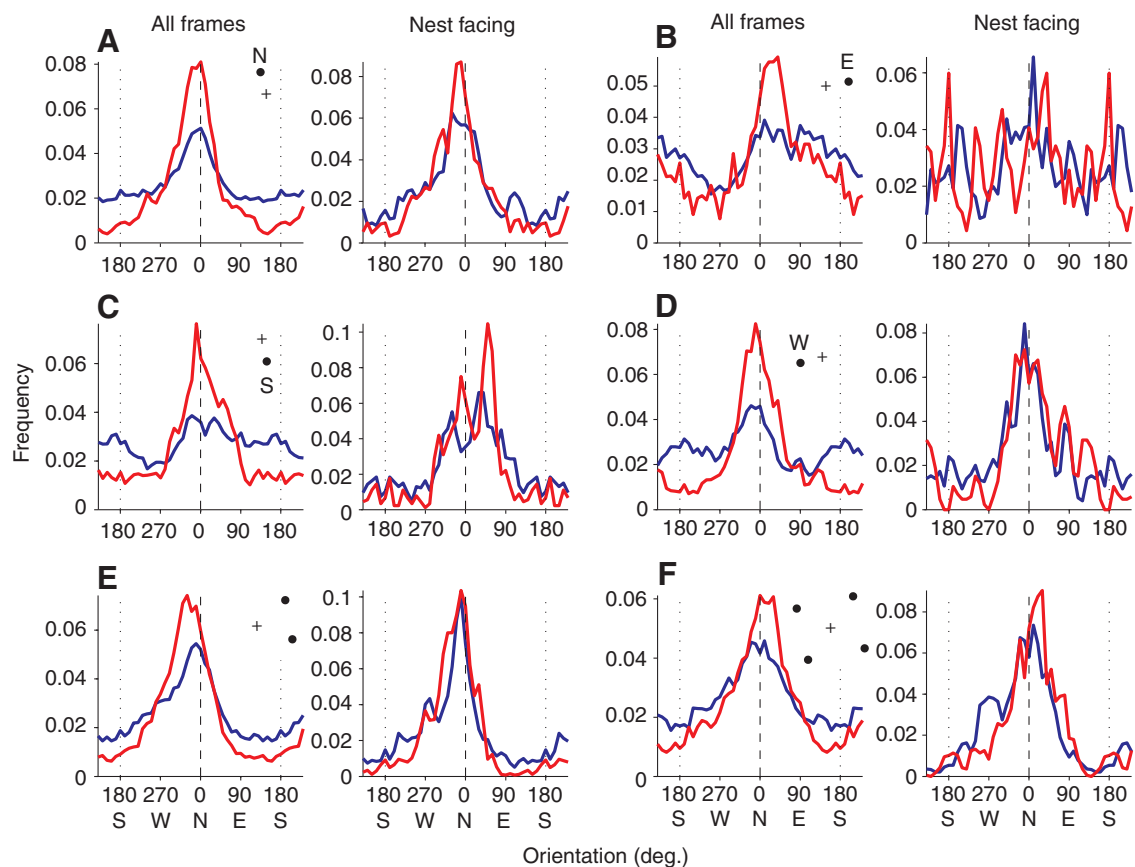 All frames Nest facing All frames Nest facing
A N B E
0.08 0.06 0.04 0.02 0
0.08 0.06 0.04 0.02 0
0.05 0.04 0.03 0.02 0.01 0
0.06 0.04 0.02 0
180 270 0 90 180 180 270 0 90 180 180 270 0 90 180 180 270 0 90 180
C S D W
0.06 0.04 0.02 0
0.1 0.08 0.06 0.04 0.02 0
0.08 0.06 0.04 0.02 0
0.08 0.06 0.04 0.02 0
180 270 0 90 180 180 270 0 90 180 180 270 0 90 180 180 270 0 90 180
Frequency
E F
0.06 0.04 0.02 0
0.1 0.08 0.06 0.04 0.02 0
0.06 0.04 0.02 0
0.08 0.06 0.04 0.02 0
180 270 0 90 180 180 270 0 90 180 180 270 0 90 180 180 270 0 90 180
S W N E S S W N E S S W N E S S W N E S
Orientation (deg.)